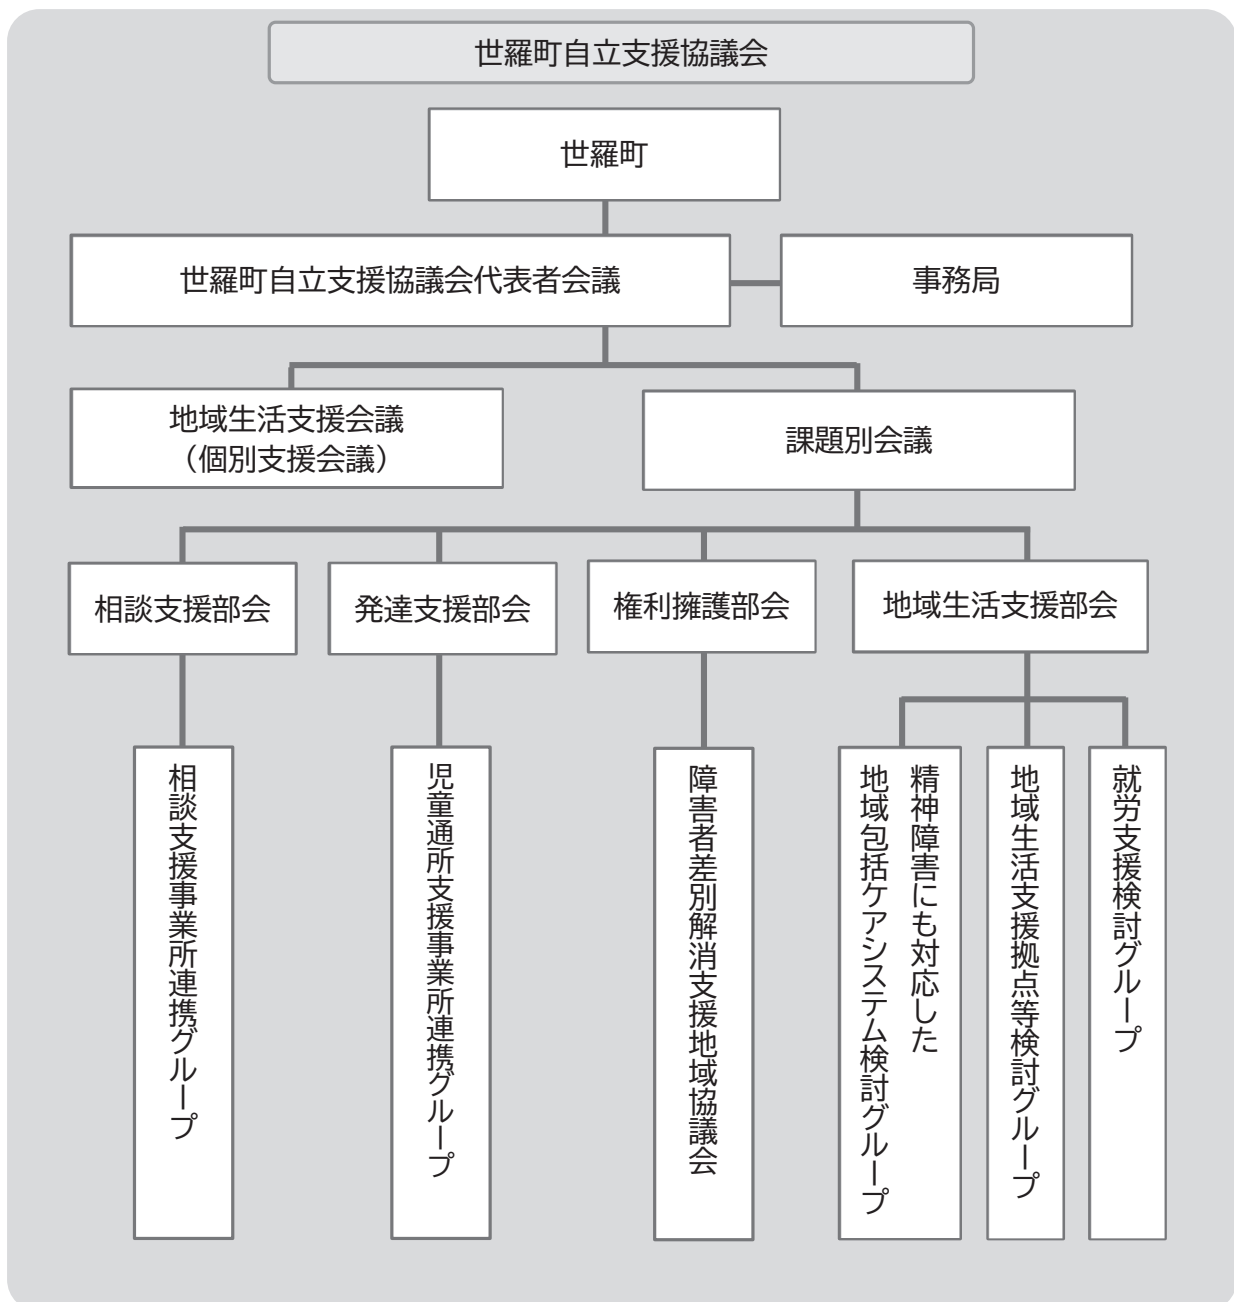 世羅町自立支援協議会
世羅町
世羅町自立支援協議会代表者会議
事務局
地域生活支援会議
（個別支援会議）
課題別会議
相談支援部会
発達支援部会
権利擁護部会
地域生活支援部会
相談支援事業所連携グループ
児童通所支援事業所連携グループ
障害者差別解消支援地域協議会
精神障害にも対応した
地域包括ケアシステム検討グループ
地域生活支援拠点等検討グループ
就労支援検討グループ